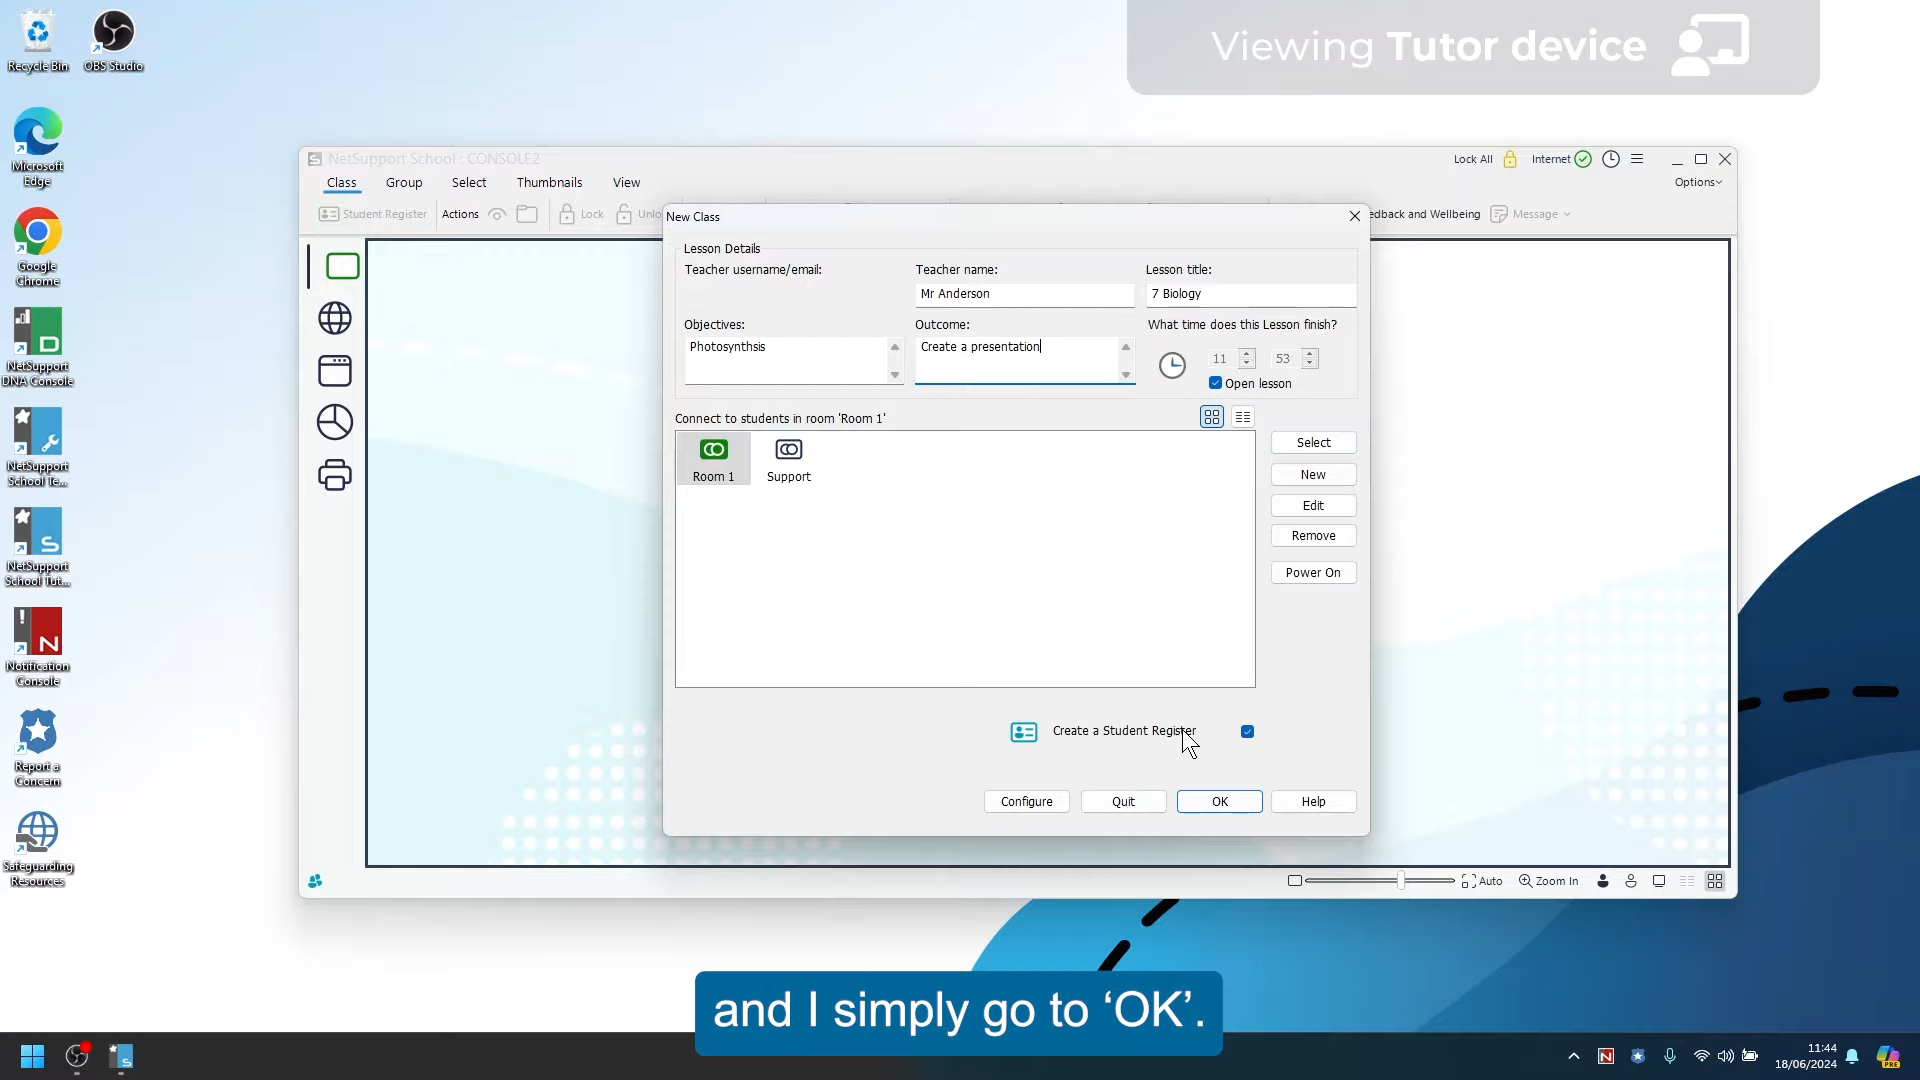 Recycle Bin
OBS Studio
Microsoft
Edge
Google
Chrome
NetSupport
DNA Console
NetSupport
School Te...
NetSupport
School Tut...
Notification
Console
Report a
Concern
Safeguarding
Resources
Viewing Tutor device
NetSupport School : CONSOLE2
Lock All
Internet
Class
Group
Select
Thumbnails
View
Options
Student Register
Actions
Lock
Unlo
edback and Wellbeing
Message
New Class
Lesson Details
Teacher username/email:
Teacher name:
Lesson title:
Mr Anderson
7 Biology
Objectives:
Outcome:
What time does this Lesson finish?
Photosynthsis
Create a presentation
11
53
Open lesson
Connect to students in room 'Room 1'
Room 1
Support
Select
New
Edit
Remove
Power On
Create a Student Register
Configure
Quit
OK
Help
Auto
Zoom In
and I simply go to ‘OK’.
11:44
18/06/2024
PRE